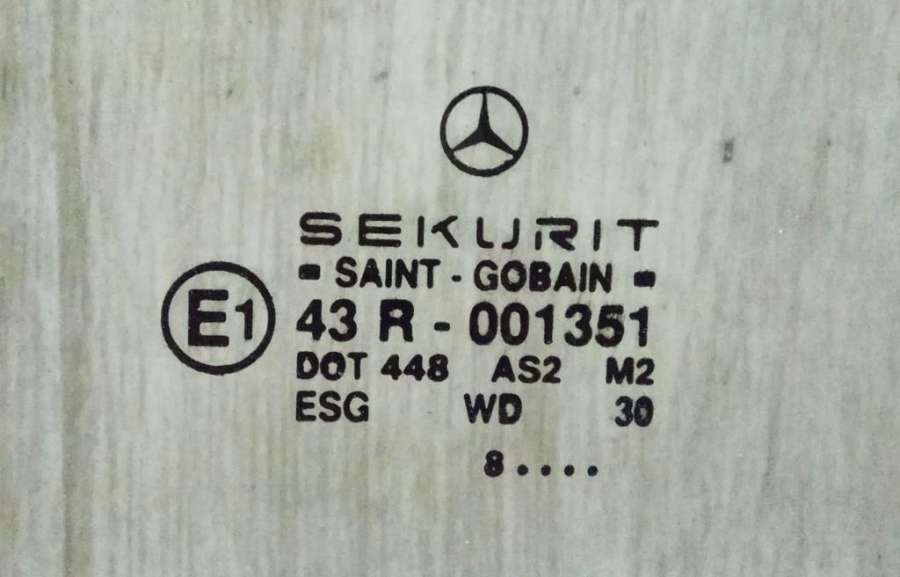 SEKURIT
- SAINT - GOBAIN -
E1 43 R - 001351
DOT 448 AS2 M2
ESG WD 30
8 . . . .